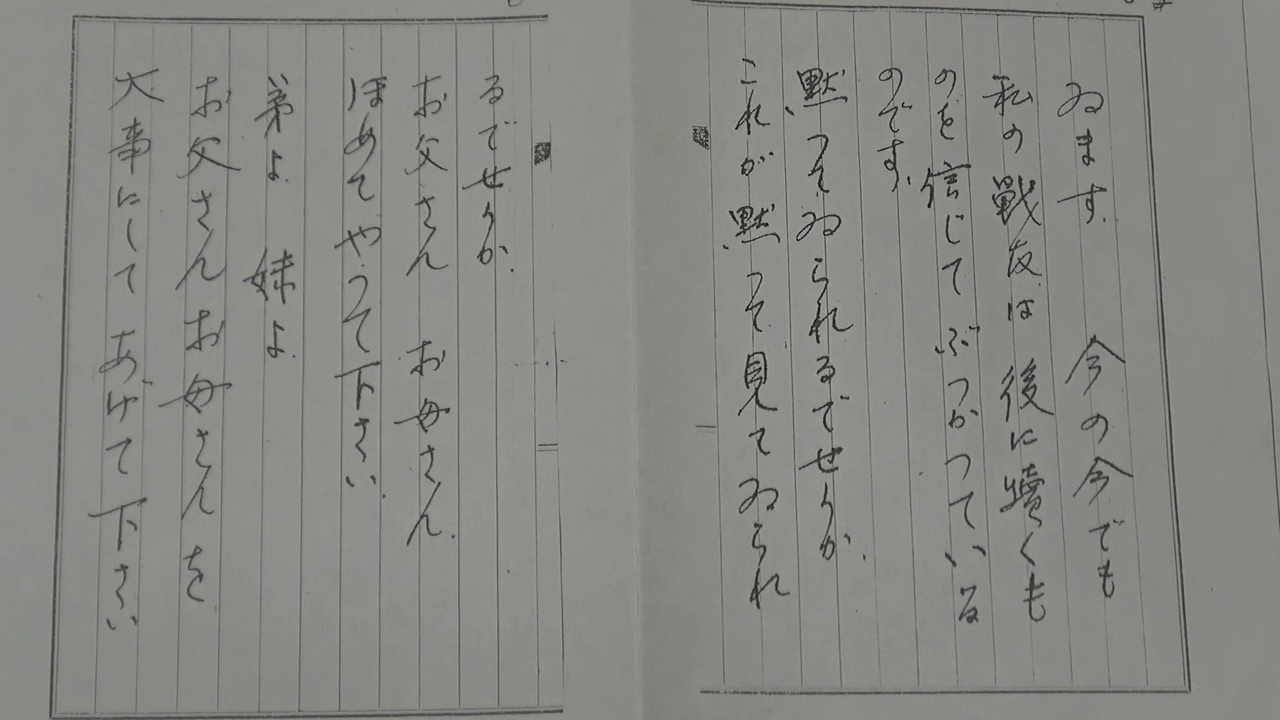 ゐます 今の今でも
私の戰友は後に續くも
のを信じてぶつかつている
のです、
黙つてゐられるでせうか、
これが黙つて見てゐられ
るでせうか、
お父さん お母さん、
ほめてやつて下さい、
弟よ 妹よ
お父さんお母さんを
大事にしてあげて下さい